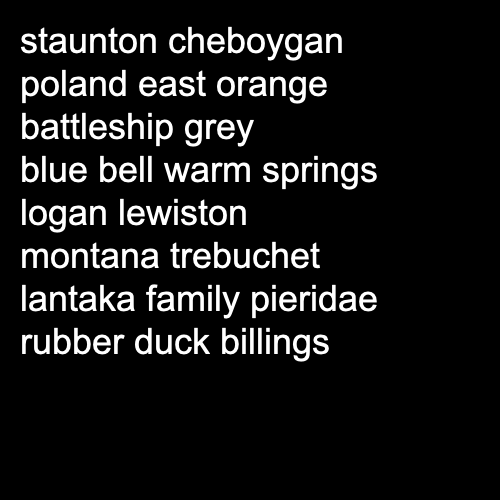 staunton cheboygan
poland east orange
battleship grey
blue bell warm springs
logan lewiston
montana trebuchet
lantaka family pieridae
rubber duck billings